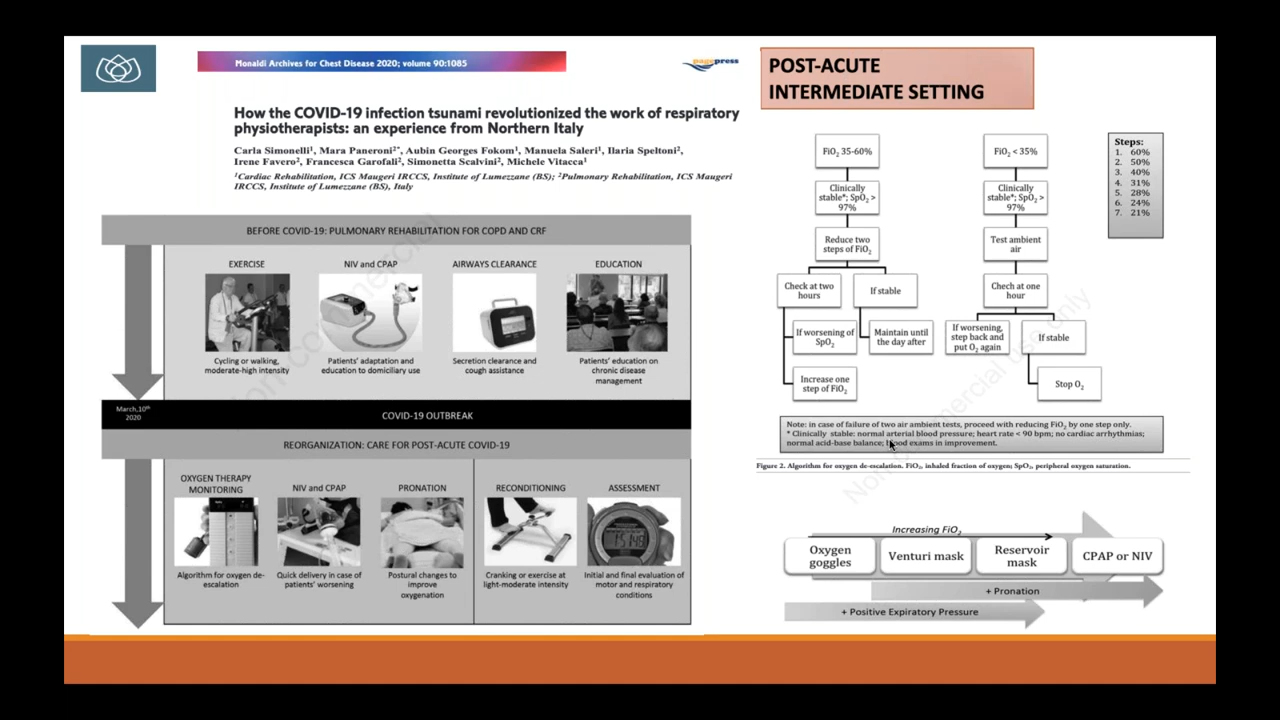 Monaldi Archives for Chest Disease 2020; volume 90:1085
pagepress
How the COVID-19 infection tsunami revolutionized the work of respiratory
physiotherapists: an experience from Northern Italy
Carla Simonelli¹, Mara Paneroni²*, Aubin Georges Fokom¹, Manuela Saleri¹, Ilaria Speltoni²,
Irene Favero², Francesca Garofali², Simonetta Scalvini², Michele Vitacca¹
¹Cardiac Rehabilitation, ICS Maugeri IRCCS, Institute of Lumezzane (BS); ²Pulmonary Rehabilitation, ICS Maugeri
IRCCS, Institute of Lumezzane (BS), Italy
BEFORE COVID-19: PULMONARY REHABILITATION FOR COPD AND CRF
EXERCISE
NIV and CPAP
AIRWAYS CLEARANCE
EDUCATION
Cycling or walking,
moderate-high intensity
Patients' adaptation and
education to domiciliary use
Secretion clearance and
cough assistance
Patients' education on
chronic disease
management
March,10th
2020
COVID-19 OUTBREAK
REORGANIZATION: CARE FOR POST-ACUTE COVID-19
OXYGEN THERAPY
MONITORING
NIV and CPAP
PRONATION
RECONDITIONING
ASSESSMENT
Algorithm for oxygen de-
escalation
Quick delivery in case of
patients' worsening
Postural changes to
improve
oxygenation
Cranking or exercise at
light-moderate intensity
Initial and final evaluation of
motor and respiratory
conditions
POST-ACUTE
INTERMEDIATE SETTING
FiO₂ 35-60%
Clinically
stable*; SpO₂ >
97%
Reduce two
steps of FiO₂
Check at two
hours
If stable
If worsening of
SpO₂
Maintain until
the day after
Increase one
step of FiO₂
FiO₂ < 35%
Clinically
stable*; SpO₂ >
97%
Test ambient
air
Chech at one
hour
If worsening,
step back and
put O₂ again
If stable
Stop O₂
Steps:
1. 60%
2. 50%
3. 40%
4. 31%
5. 28%
6. 24%
7. 21%
Note: in case of failure of two air ambient tests, proceed with reducing FiO₂ by one step only.
* Clinically stable: normal arterial blood pressure; heart rate < 90 bpm; no cardiac arrhythmias;
normal acid-base balance; blood exams in improvement.
Figure 2. Algorithm for oxygen de-escalation. FiO₂, inhaled fraction of oxygen; SpO₂, peripheral oxygen saturation.
Increasing FiO₂
Oxygen
goggles
Venturi mask
Reservoir
mask
CPAP or NIV
+ Pronation
+ Positive Expiratory Pressure